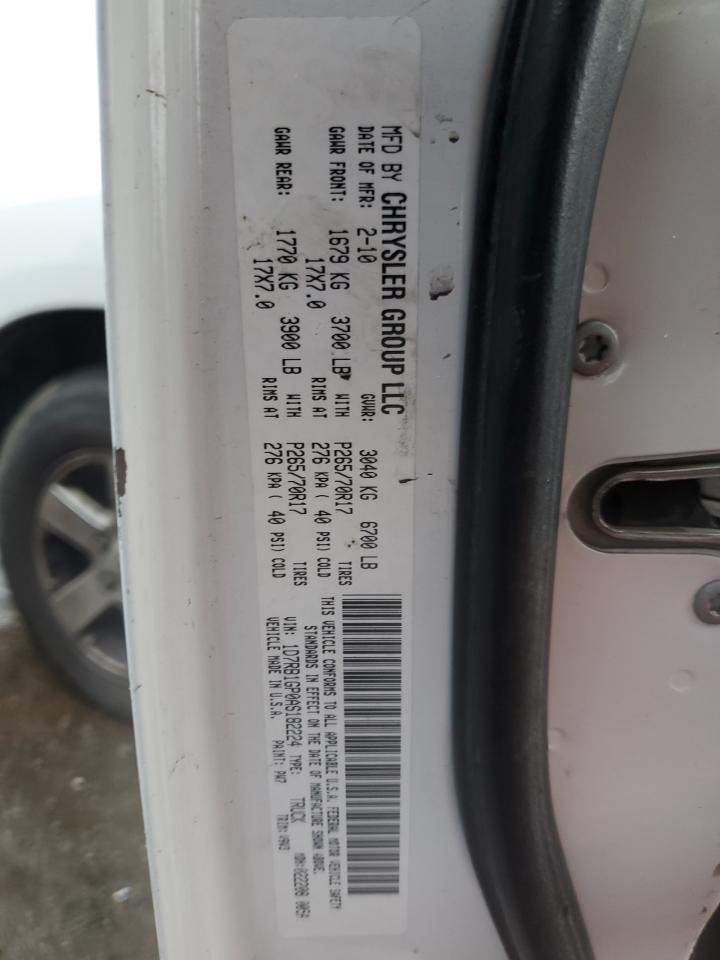 MFD BY CHRYSLER GROUP LLC
DATE OF MFR: 2-10 GVWR: 3040 KG 6700 LB
GAWR FRONT: 1679 KG 3700 LB WITH P265/70R17 TIRES
17X7.0 RIMS AT 276 KPA ( 40 PSI) COLD
GAWR REAR: 1770 KG 3900 LB WITH P265/70R17 TIRES
17X7.0 RIMS AT 276 KPA ( 40 PSI) COLD
THIS VEHICLE CONFORMS TO ALL APPLICABLE U.S.A. FEDERAL MOTOR VEHICLE SAFETY
STANDARDS IN EFFECT ON THE DATE OF MANUFACTURE SHOWN ABOVE.
VIN: 1D7RB1GP0AS182224 TYPE: TRUCK MDH:022208 005A
VEHICLE MADE IN U.S.A. PAINT: PW7 TRIM: